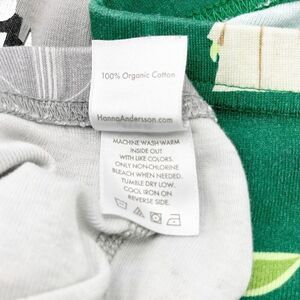 100% Organic Cotton
HannaAndersson.com
MACHINE WASH WARM
INSIDE OUT
WITH LIKE COLORS.
ONLY NON-CHLORINE
BLEACH WHEN NEEDED.
TUMBLE DRY LOW.
COOL IRON ON
REVERSE SIDE.